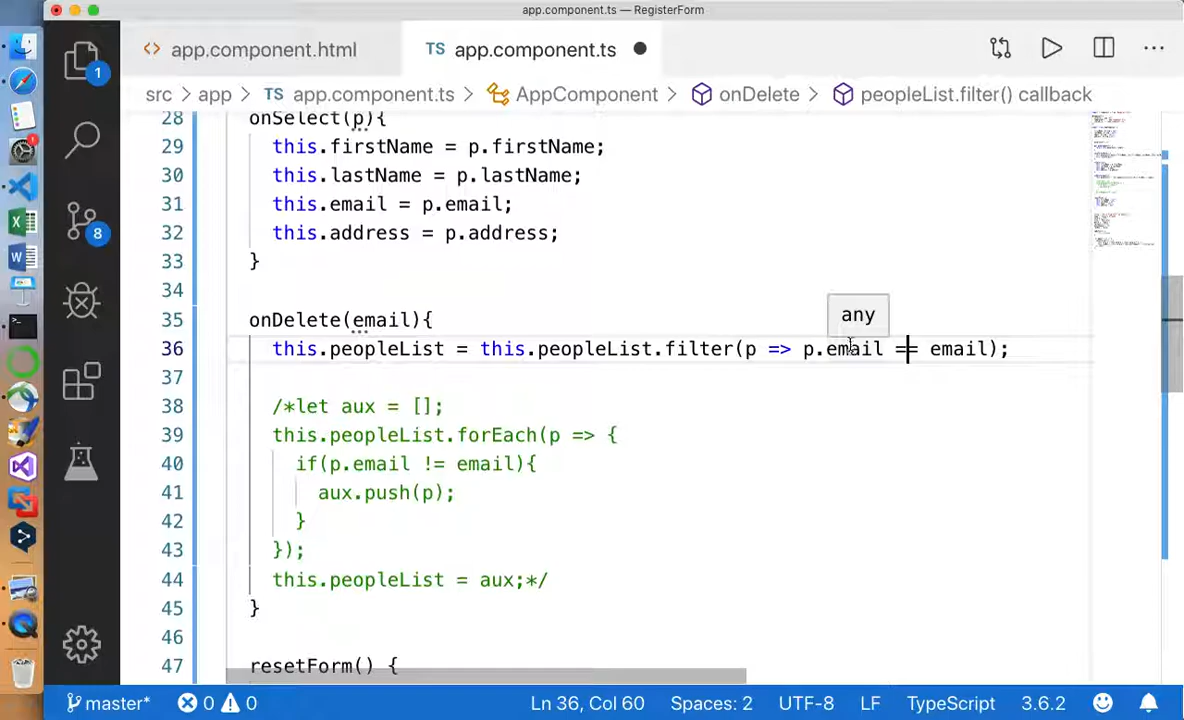 app.component.ts — RegisterForm
<> app.component.html TS app.component.ts
src > app > TS app.component.ts > AppComponent > onDelete > peopleList.filter() callback
1
8
28 onSelect(p){
29 this.firstName = p.firstName;
30 this.lastName = p.lastName;
31 this.email = p.email;
32 this.address = p.address;
33 }
34
any
35 onDelete(email){
36 this.peopleList = this.peopleList.filter(p => p.email == email);
37
38 /*let aux = [];
39 this.peopleList.forEach(p => {
40 if(p.email != email){
41 aux.push(p);
42 }
43 });
44 this.peopleList = aux;*/
45 }
46
47 resetForm() {
master* 0 0 Ln 36, Col 60 Spaces: 2 UTF-8 LF TypeScript 3.6.2